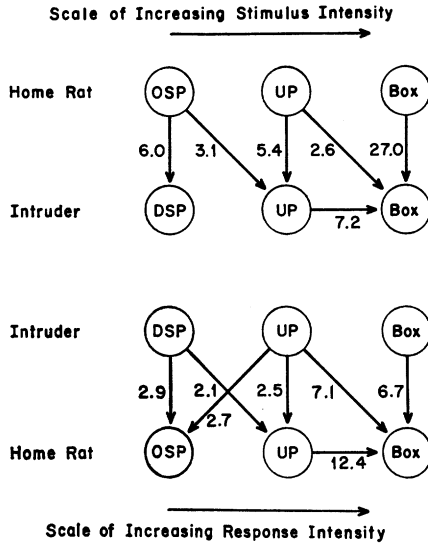 Scale of Increasing Stimulus Intensity
Home Rat OSP UP Box
6.0 3.1 5.4 2.6 27.0
Intruder DSP UP Box
7.2
Intruder DSP UP Box
2.9 2.1 2.5 7.1 6.7
2.7
Home Rat OSP UP Box
12.4
Scale of Increasing Response Intensity